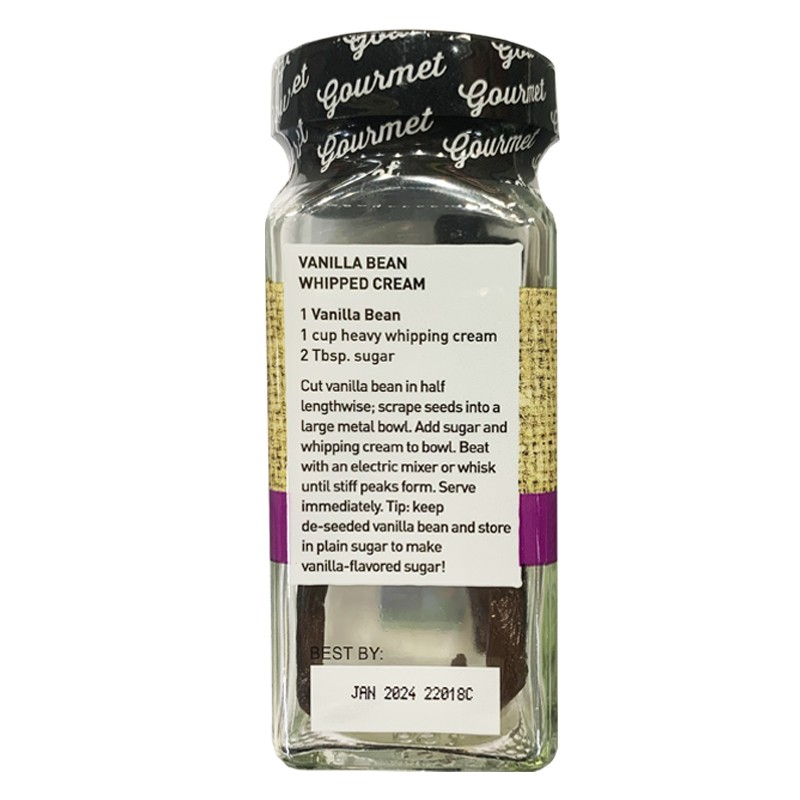 Gourmet
Gourmet
Gourmet
Gourmet
VANILLA BEAN
WHIPPED CREAM
1 Vanilla Bean
1 cup heavy whipping cream
2 Tbsp. sugar
Cut vanilla bean in half
lengthwise; scrape seeds into a
large metal bowl. Add sugar and
whipping cream to bowl. Beat
with an electric mixer or whisk
until stiff peaks form. Serve
immediately. Tip: keep
de-seeded vanilla bean and store
in plain sugar to make
vanilla-flavored sugar!
BEST BY:
JAN 2024 22018C